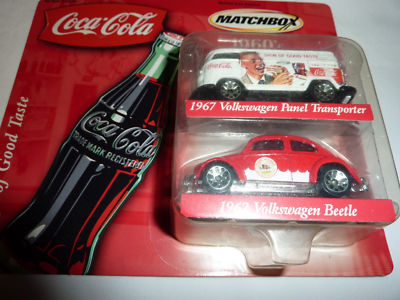 Coca-Cola
MATCHBOX
SIGN OF GOOD TASTE
1967 Volkswagen Panel Transporter
Coca-Cola
TRADE MARK REGISTERED
of Good Taste
1962 Volkswagen Beetle